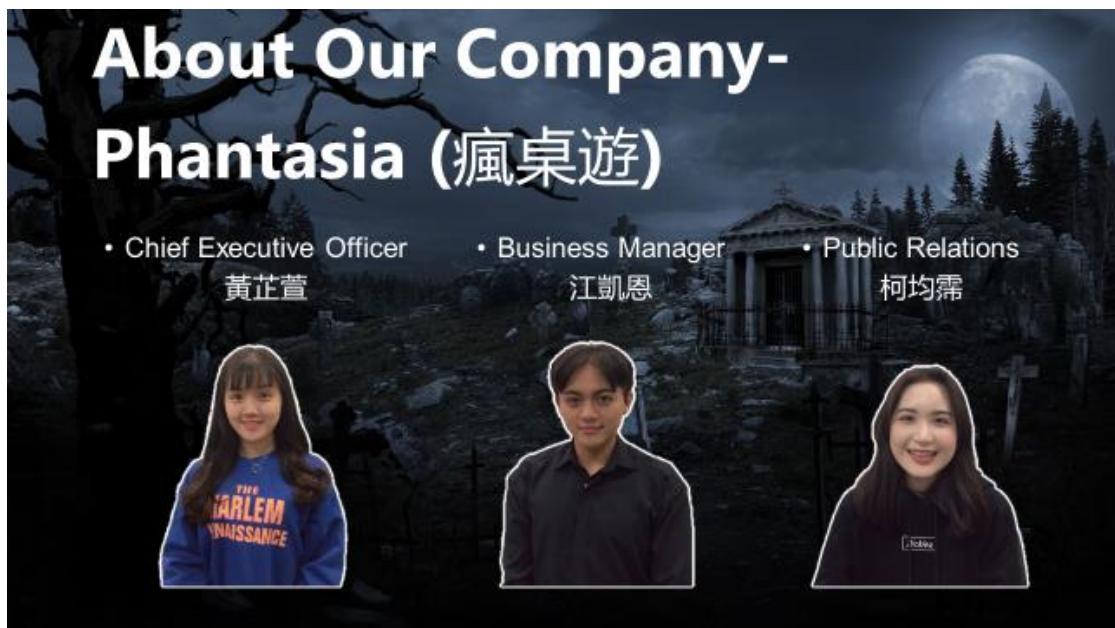 About Our Company-
Phantasia (瘋桌遊)
• Chief Executive Officer
黃芷萱
• Business Manager
江凱恩
• Public Relations
柯均霈
THE
HARLEM
RENAISSANCE